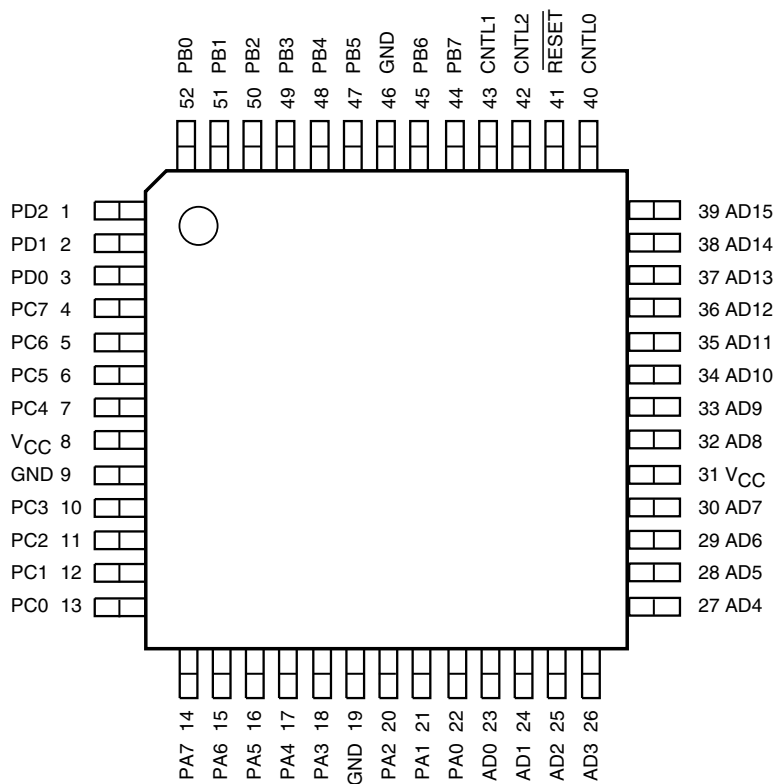 52 PB0
51 PB1
50 PB2
49 PB3
48 PB4
47 PB5
46 GND
45 PB6
44 PB7
43 CNTL1
42 CNTL2
41 RESET
40 CNTL0
PD2 1
PD1 2
PD0 3
PC7 4
PC6 5
PC5 6
PC4 7
VCC 8
GND 9
PC3 10
PC2 11
PC1 12
PC0 13
39 AD15
38 AD14
37 AD13
36 AD12
35 AD11
34 AD10
33 AD9
32 AD8
31 VCC
30 AD7
29 AD6
28 AD5
27 AD4
PA7 14
PA6 15
PA5 16
PA4 17
PA3 18
GND 19
PA2 20
PA1 21
PA0 22
AD0 23
AD1 24
AD2 25
AD3 26